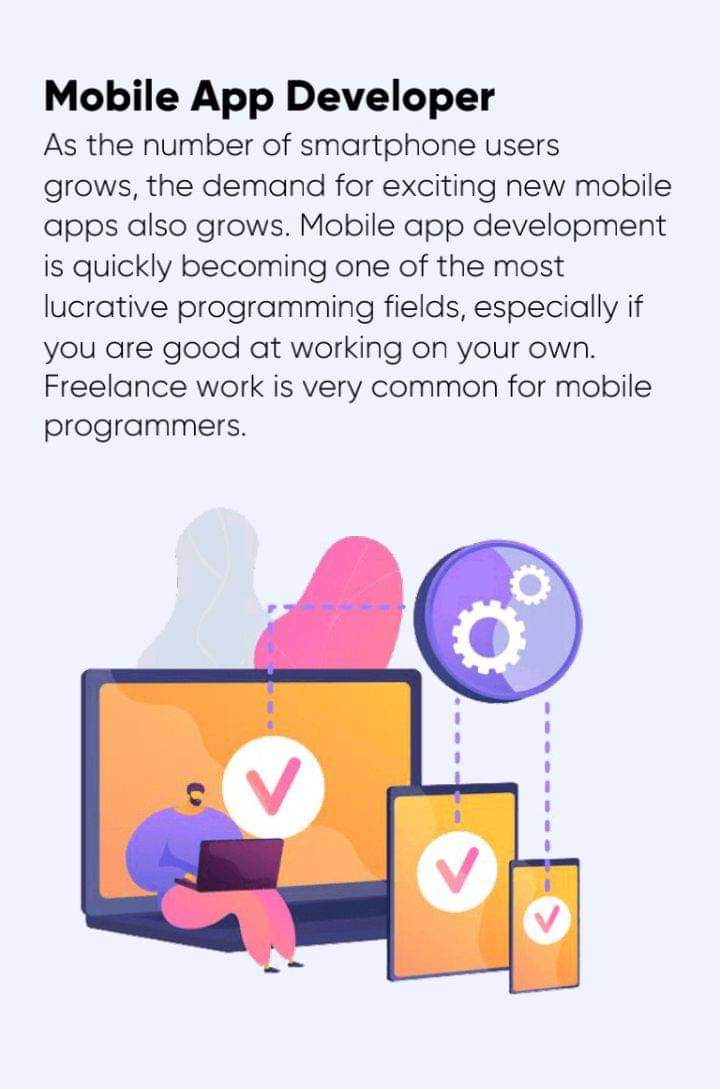 Mobile App Developer
As the number of smartphone users
grows, the demand for exciting new mobile
apps also grows. Mobile app development
is quickly becoming one of the most
lucrative programming fields, especially if
you are good at working on your own.
Freelance work is very common for mobile
programmers.